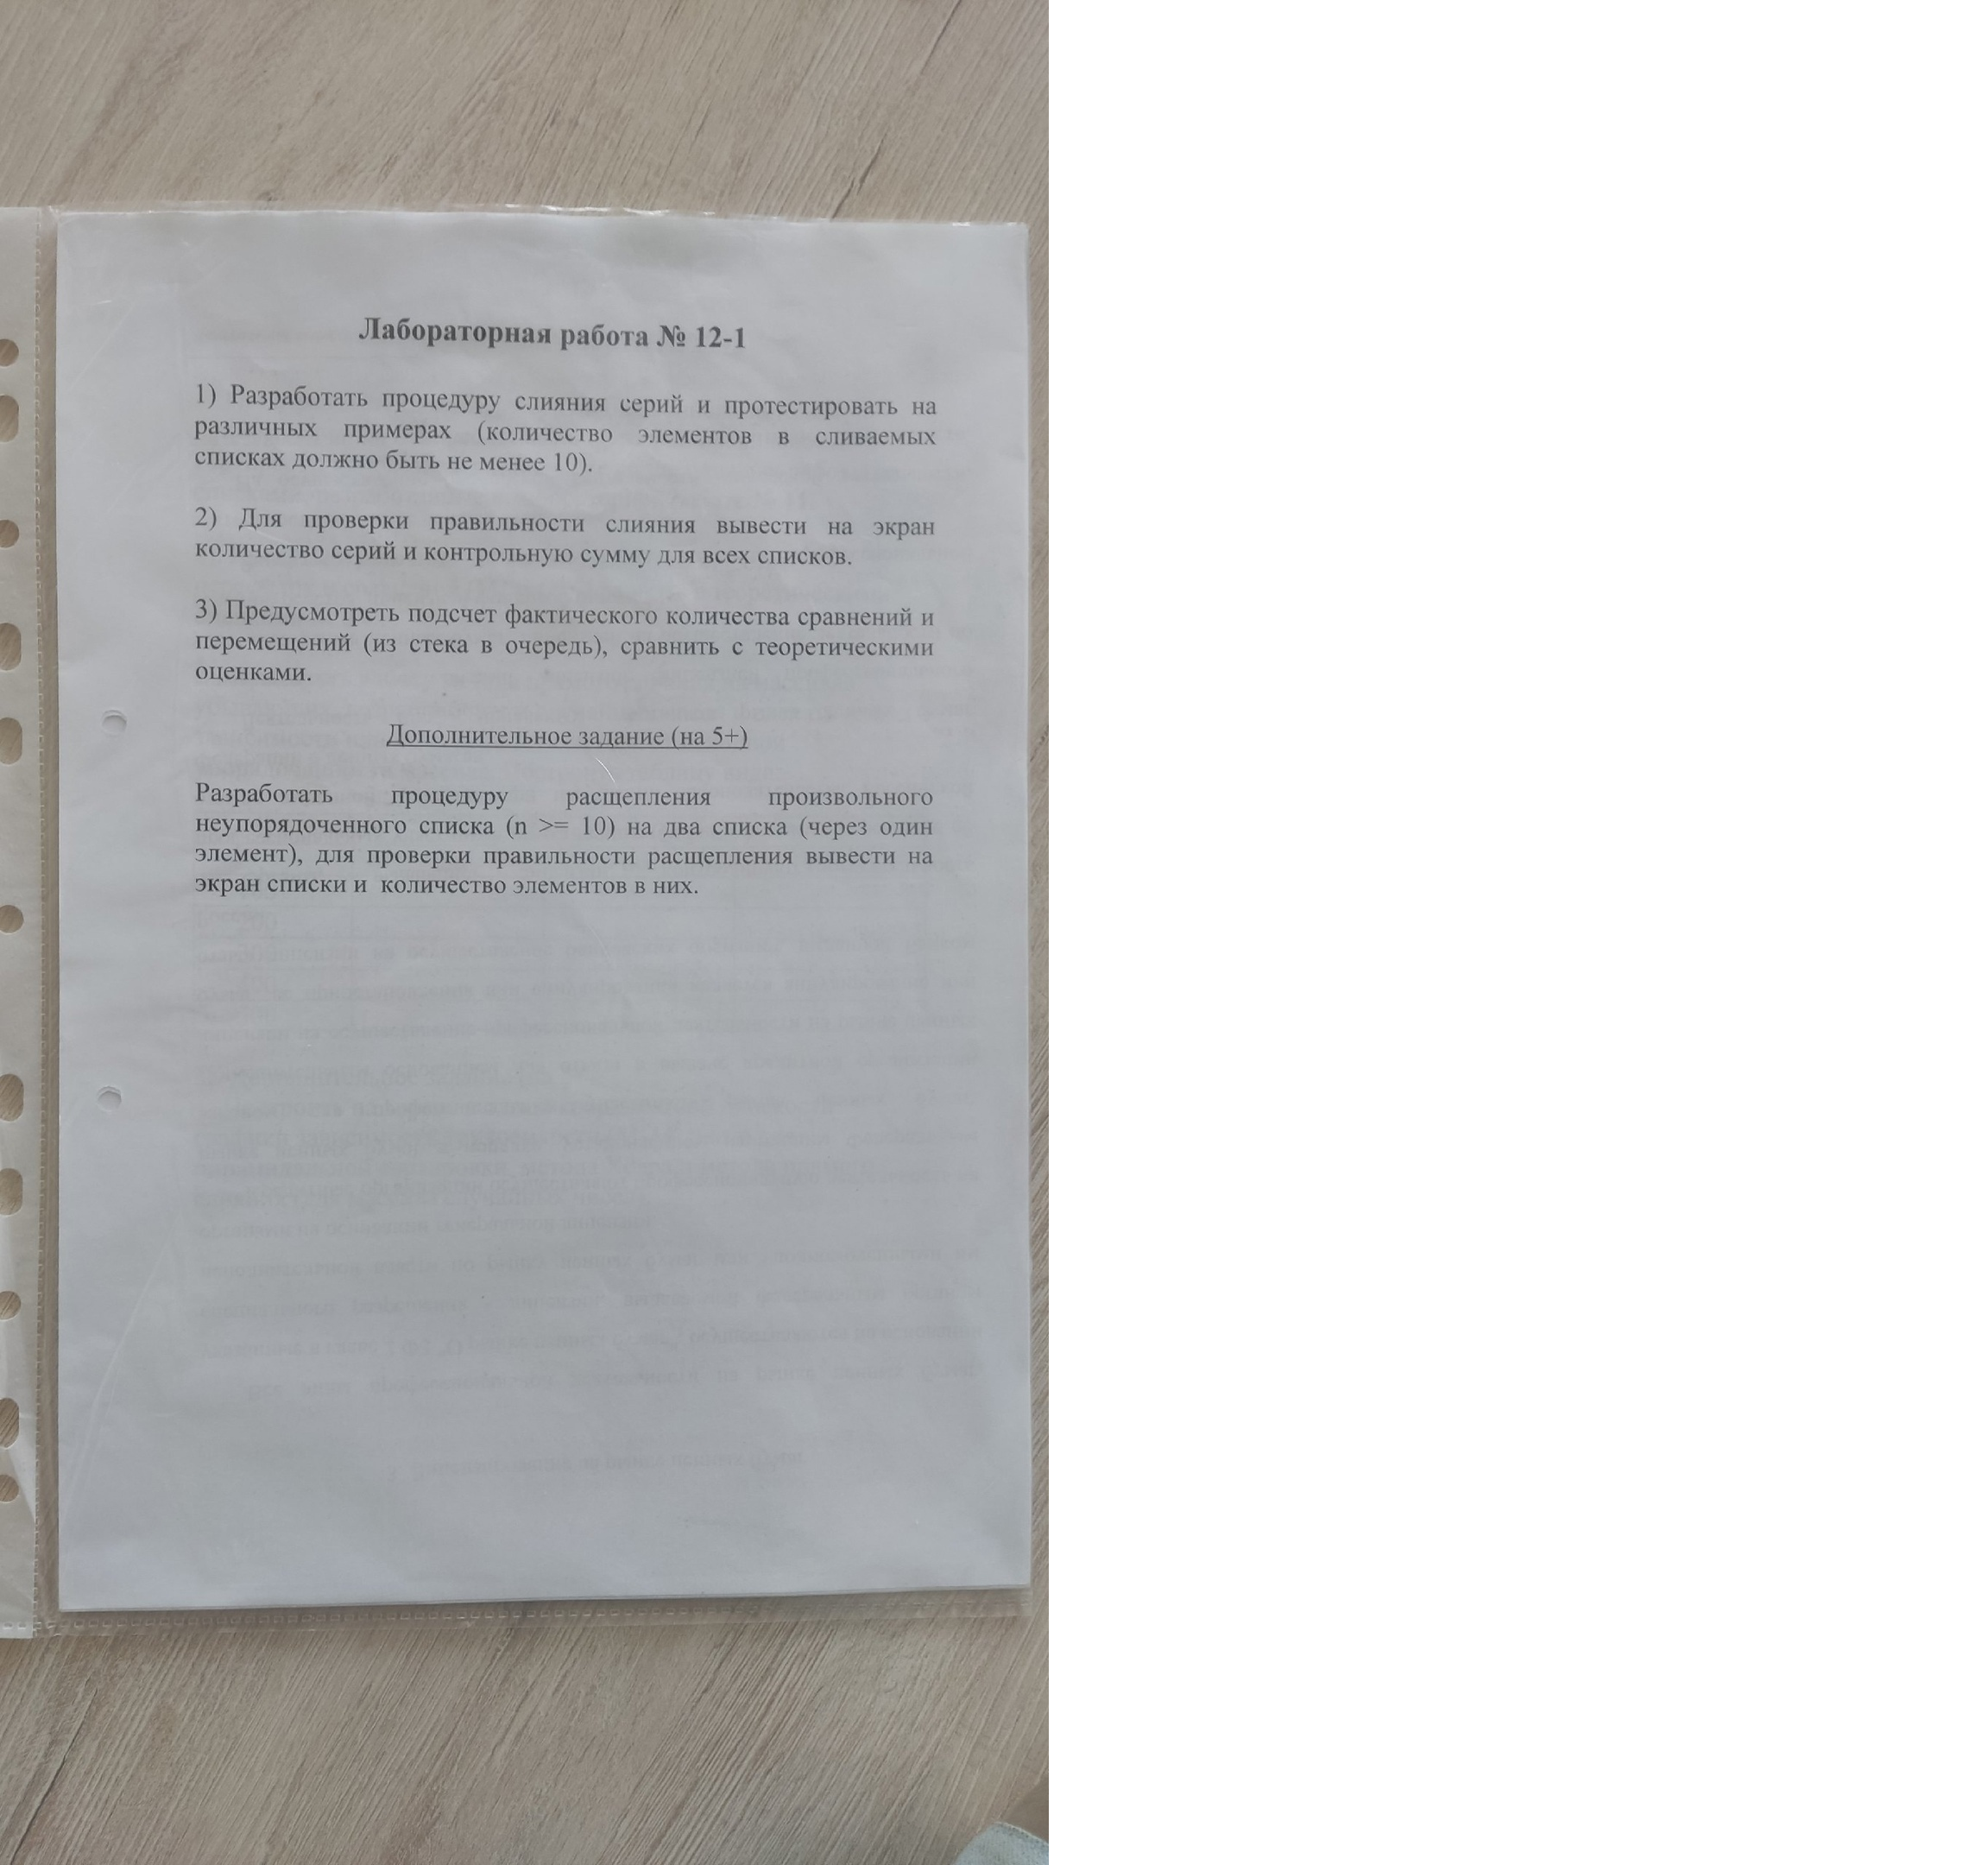 Лабораторная работа № 12-1
1) Разработать процедуру слияния серий и протестировать на
различных примерах (количество элементов в сливаемых
списках должно быть не менее 10).
2) Для проверки правильности слияния вывести на экран
количество серий и контрольную сумму для всех списков.
3) Предусмотреть подсчет фактического количества сравнений и
перемещений (из стека в очередь), сравнить с теоретическими
оценками.
Дополнительное задание (на 5+)
Разработать процедуру расщепления произвольного
неупорядоченного списка (n >= 10) на два списка (через один
элемент), для проверки правильности расщепления вывести на
экран списки и количество элементов в них.